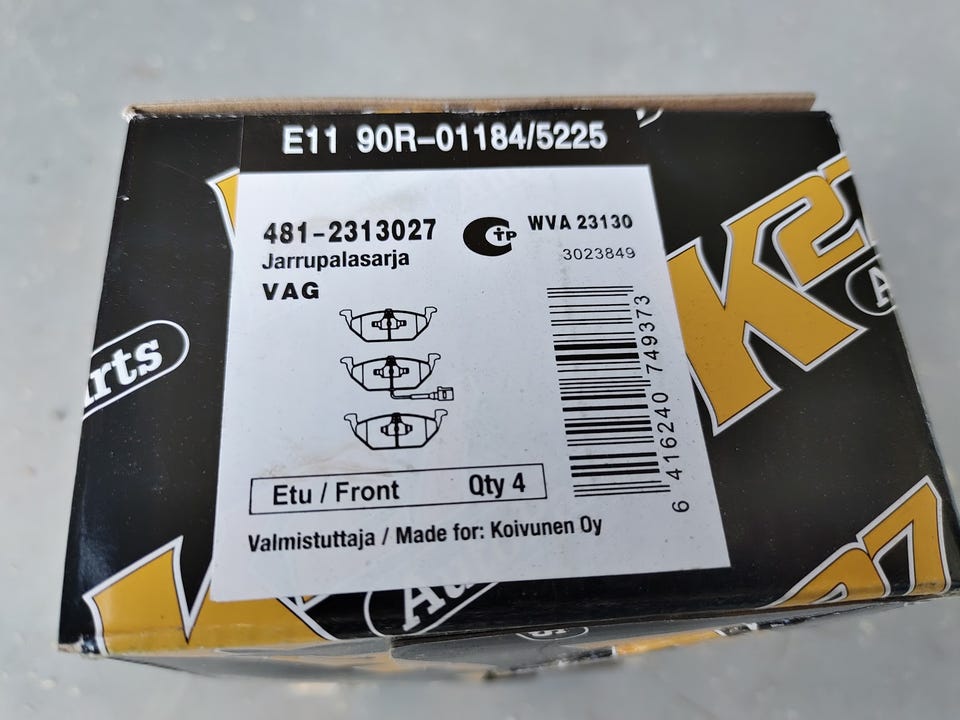 E11 90R-01184/5225
481-2313027
Jarrupalasarja
VAG
WVA 23130
3023849
6 416240 749373
Etu / Front Qty 4
Valmistuttaja / Made for: Koivunen Oy
K27